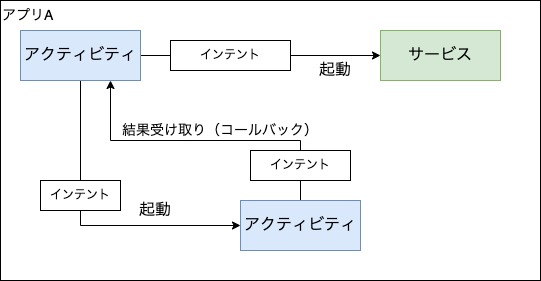 アプリA
アクティビティ
インテント
起動
サービス
結果受け取り（コールバック）
インテント
インテント
起動
アクティビティ